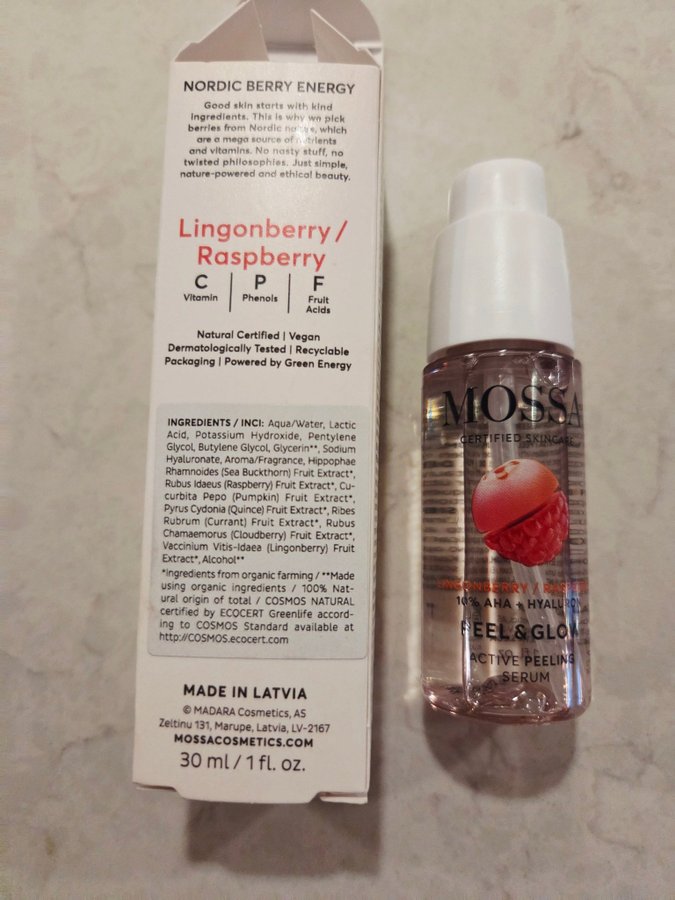 NORDIC BERRY ENERGY
Good skin starts with kind
ingredients. This is why we pick
berries from Nordic nature, which
are a mega source of nutrients
and vitamins. No nasty stuff, no
twisted philosophies. Just simple,
nature-powered and ethical beauty.
Lingonberry /
Raspberry
C P F
Vitamin Phenols Fruit
Acids
Natural Certified | Vegan
Dermatologically Tested | Recyclable
Packaging | Powered by Green Energy
INGREDIENTS / INCI: Aqua/Water, Lactic
Acid, Potassium Hydroxide, Pentylene
Glycol, Butylene Glycol, Glycerin**, Sodium
Hyaluronate, Aroma/Fragrance, Hippophae
Rhamnoides (Sea Buckthorn) Fruit Extract*,
Rubus Idaeus (Raspberry) Fruit Extract*, Cu-
curbita Pepo (Pumpkin) Fruit Extract*,
Pyrus Cydonia (Quince) Fruit Extract*, Ribes
Rubrum (Currant) Fruit Extract*, Rubus
Chamaemorus (Cloudberry) Fruit Extract*,
Vaccinium Vitis-Idaea (Lingonberry) Fruit
Extract*, Alcohol**
*Ingredients from organic farming / **Made
using organic ingredients / 100% Nat-
ural origin of total / COSMOS NATURAL
certified by ECOCERT Greenlife accord-
ing to COSMOS Standard available at
http://COSMOS.ecocert.com
MADE IN LATVIA
© MADARA Cosmetics, AS
Zeltinu 131, Marupe, Latvia, LV-2167
MOSSACOSMETICS.COM
30 ml / 1 fl. oz.
MOSSA
CERTIFIED SKINCARE
LINGONBERRY / RASP
10% AHA + HYALURON
PEEL & GLOW
ACTIVE PEELING
SERUM